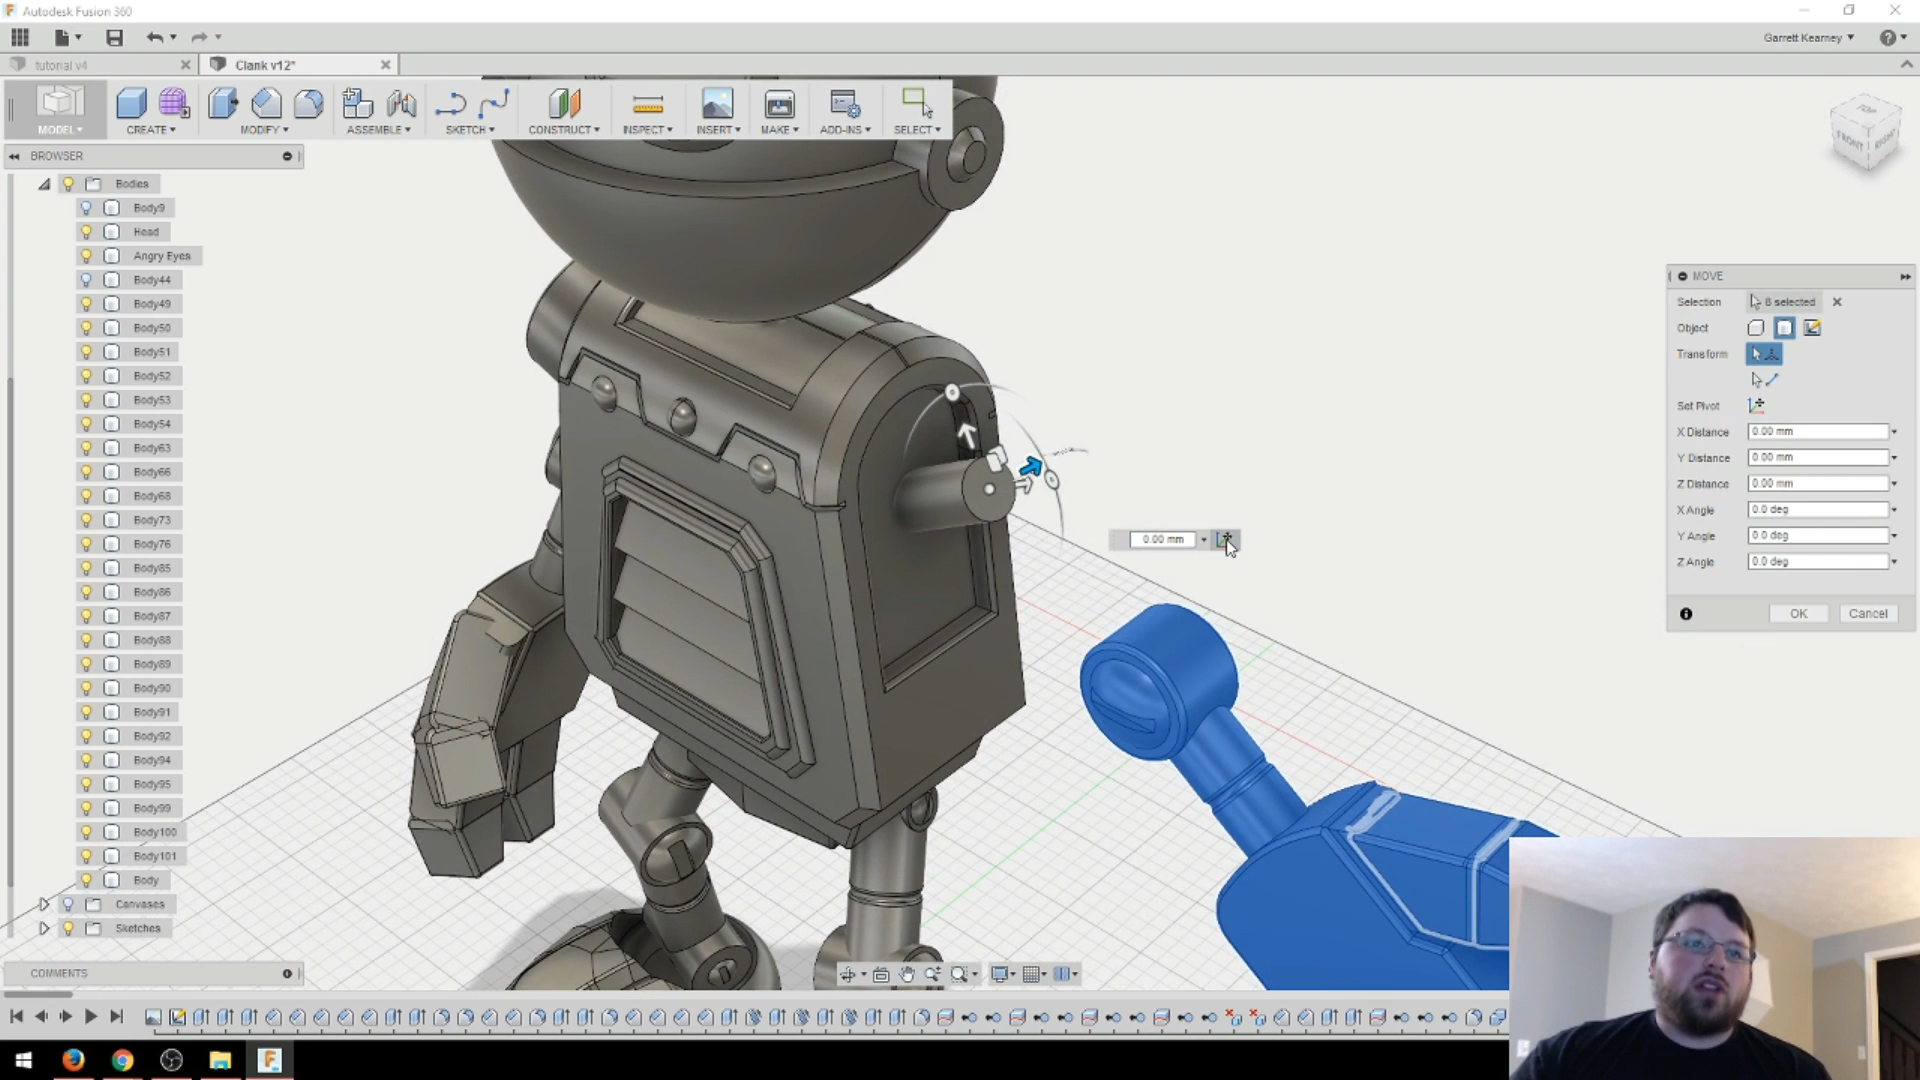 Autodesk Fusion 360
Garrett Kearney
tutorial v4
Clank v12*
MODEL
CREATE
MODIFY
ASSEMBLE
SKETCH
CONSTRUCT
INSPECT
INSERT
MAKE
ADD-INS
SELECT
TOP
FRONT
RIGHT
BROWSER
Bodies
Body9
Head
Angry Eyes
Body44
Body49
Body50
Body51
Body52
Body53
Body54
Body63
Body66
Body68
Body73
Body76
Body85
Body86
Body87
Body88
Body89
Body90
Body91
Body92
Body94
Body95
Body99
Body100
Body101
Body
Canvases
Sketches
COMMENTS
0.00 mm
MOVE
Selection 8 selected
Object
Transform
Set Pivot
X Distance 0.00 mm
Y Distance 0.00 mm
Z Distance 0.00 mm
X Angle 0.0 deg
Y Angle 0.0 deg
Z Angle 0.0 deg
OK Cancel